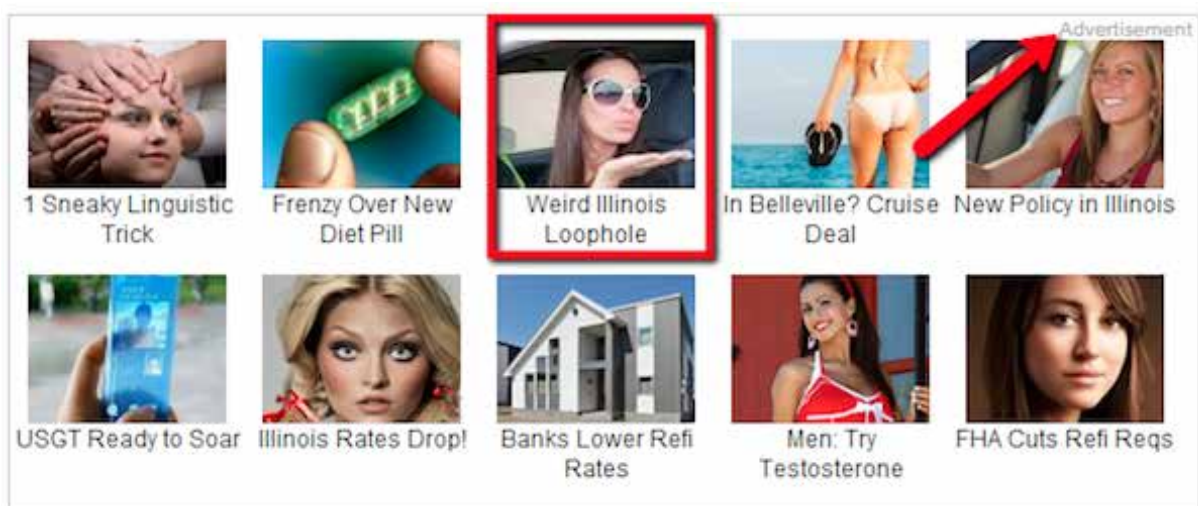 Advertisement
1 Sneaky Linguistic
Trick
Frenzy Over New
Diet Pill
Weird Illinois
Loophole
In Belleville? Cruise
Deal
New Policy in Illinois
USGT Ready to Soar
Illinois Rates Drop!
Banks Lower Refi
Rates
Men: Try
Testosterone
FHA Cuts Refi Reqs